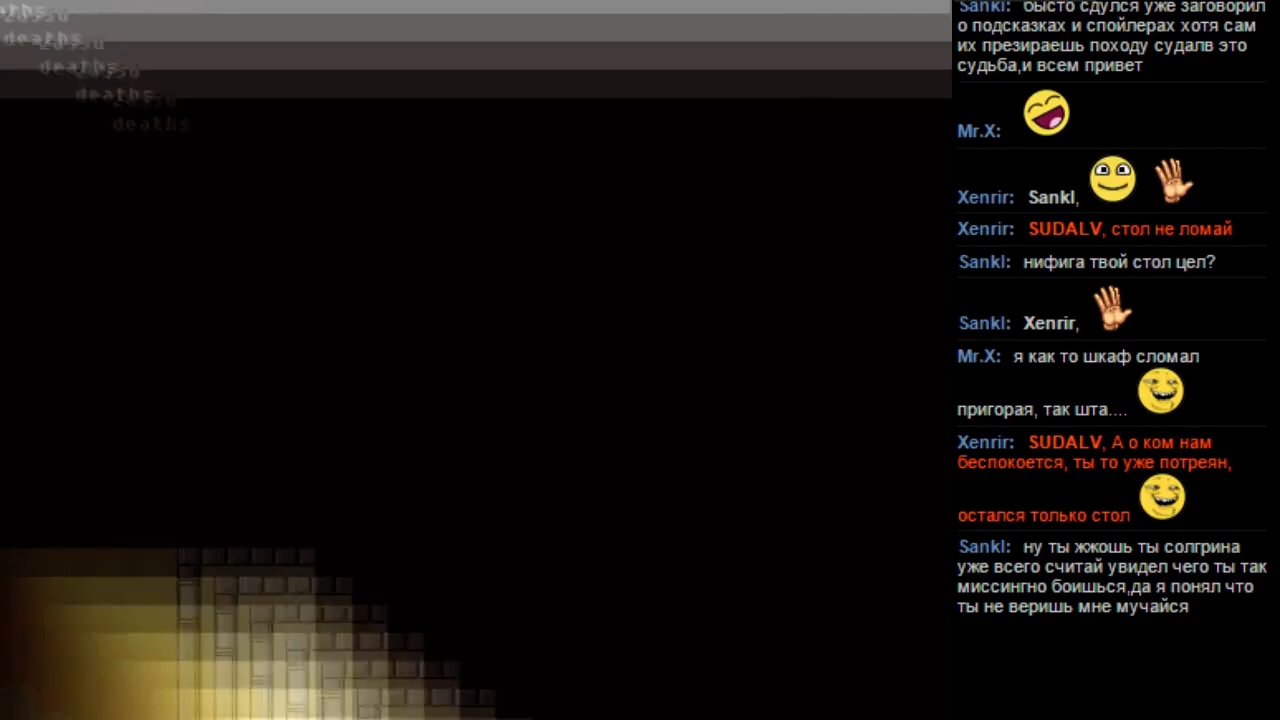 deaths
deaths
deaths
deaths
Sankl: бысто сдулся уже заговорил
о подсказках и спойлерах хотя сам
их презираешь походу судалв это
судьба,и всем привет
Mr.X:
Xenrir: Sankl,
Xenrir: SUDALV, стол не ломай
Sankl: нифига твой стол цел?
Sankl: Xenrir,
Mr.X: я как то шкаф сломал
пригорая, так шта....
Xenrir: SUDALV, А о ком нам
беспокоется, ты то уже потреян,
остался только стол
Sankl: ну ты жжошь ты солгрина
уже всего считай увидел чего ты так
миссингно боишься,да я понял что
ты не веришь мне мучайся